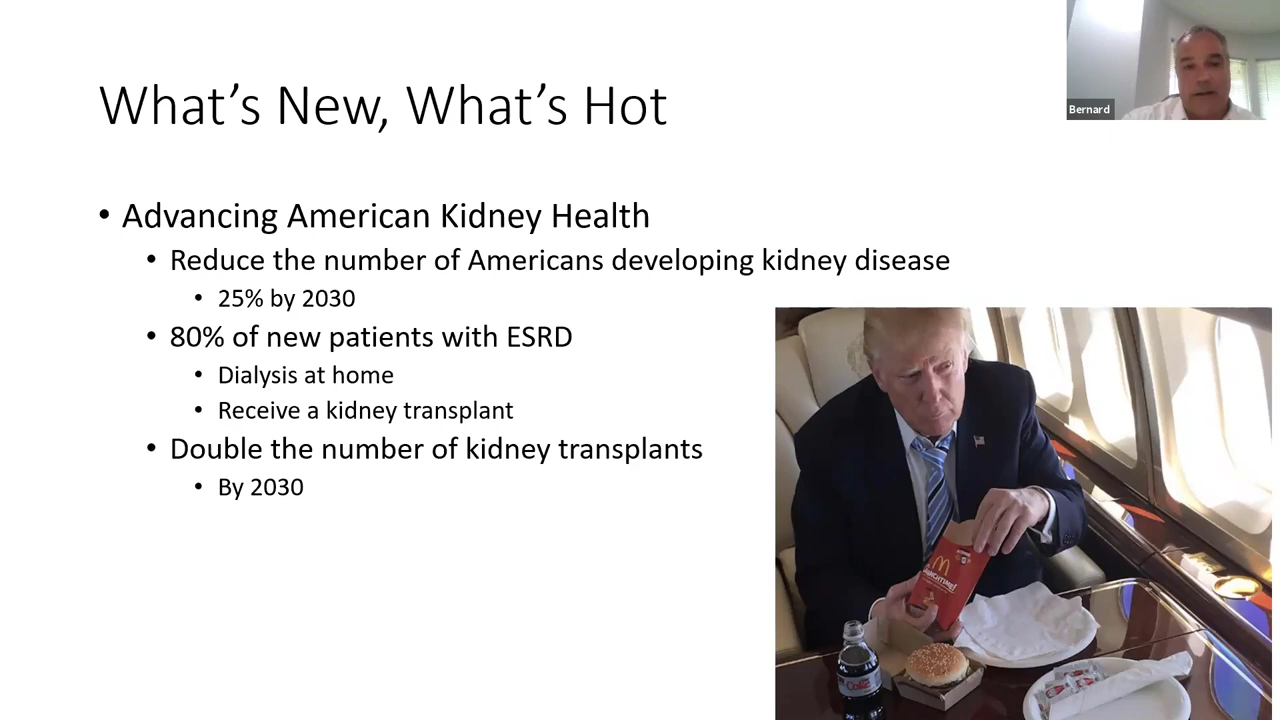 What's New, What's Hot
Bernard
• Advancing American Kidney Health
• Reduce the number of Americans developing kidney disease
• 25% by 2030
• 80% of new patients with ESRD
• Dialysis at home
• Receive a kidney transplant
• Double the number of kidney transplants
• By 2030
Coke